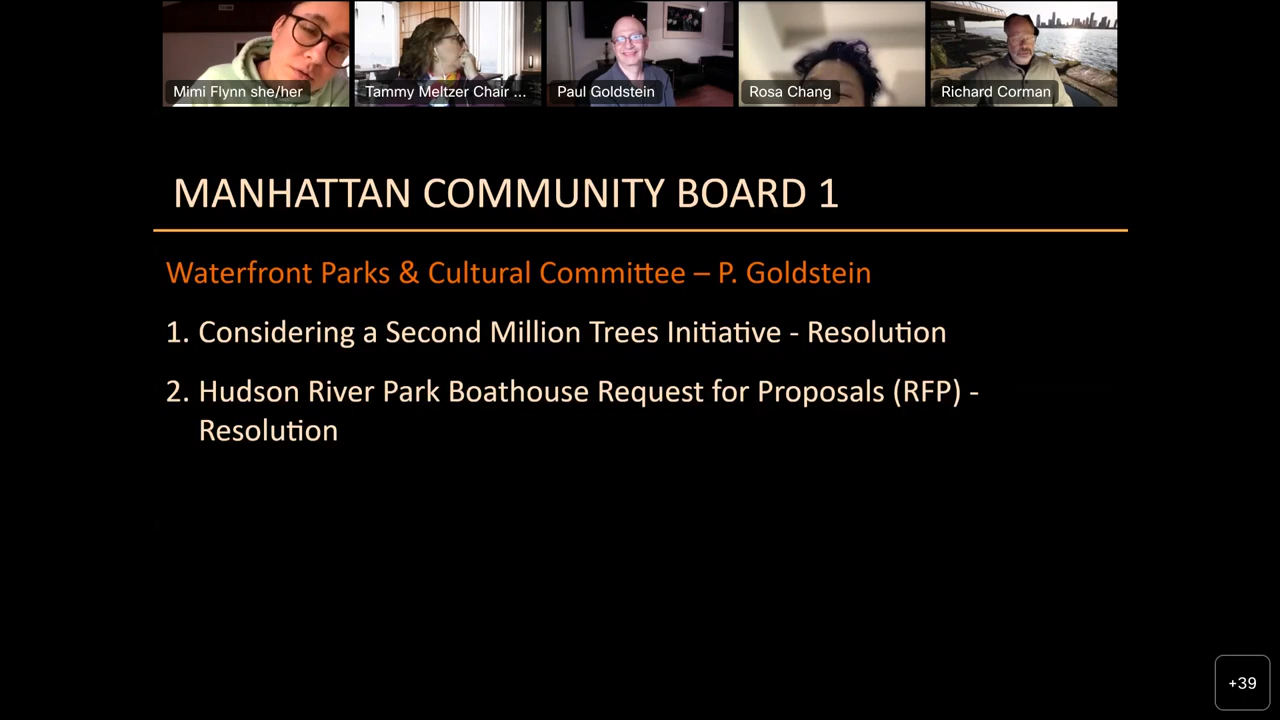 Mimi Flynn she/her
Tammy Meltzer Chair ...
Paul Goldstein
Rosa Chang
Richard Corman
MANHATTAN COMMUNITY BOARD 1
Waterfront Parks & Cultural Committee – P. Goldstein
1. Considering a Second Million Trees Initiative - Resolution
2. Hudson River Park Boathouse Request for Proposals (RFP) -
Resolution
+39